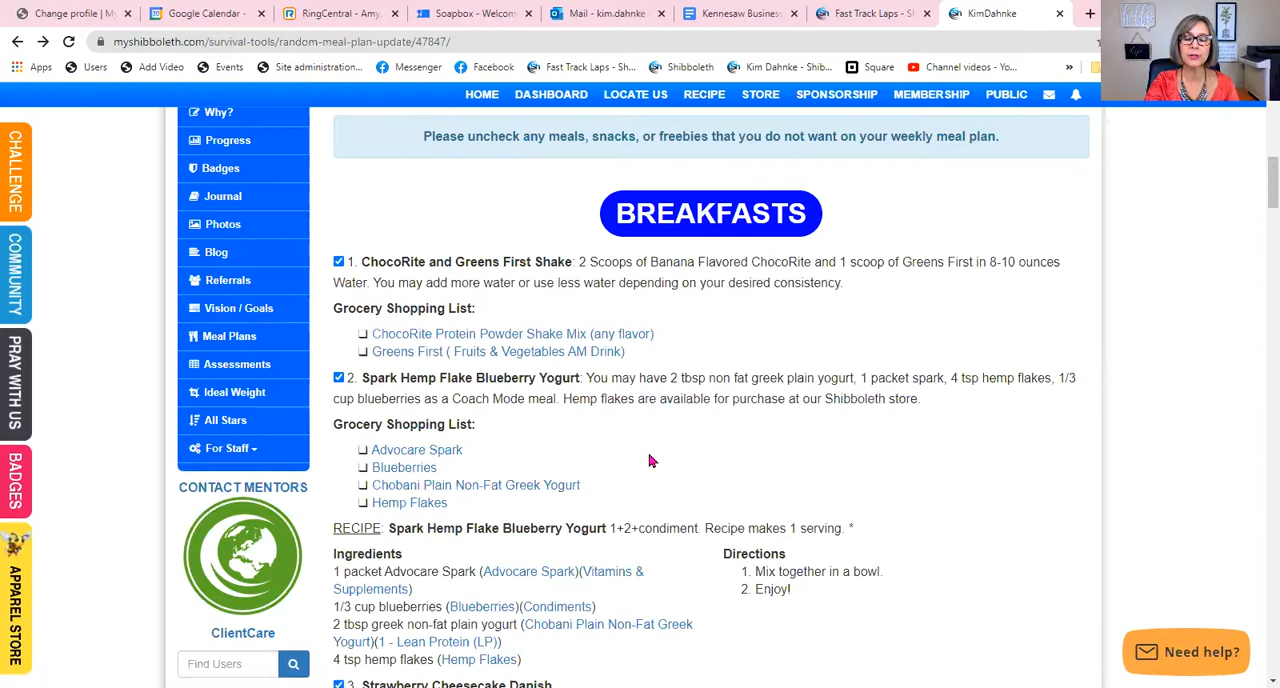 Change profile | M
Google Calendar -
RingCentral - Amy
Soapbox - Welcom
Mail - kim.dahnke
Kennesaw Business
Fast Track Laps - Sh
KimDahnke
myshibboleth.com/survival-tools/random-meal-plan-update/47847/
Apps
Users
Add Video
Events
Site administration...
Messenger
Fast Track Laps - Sh...
Shibboleth
Kim Dahnke - Shib...
Square
Channel videos - Yo...
»
HOME
DASHBOARD
LOCATE US
RECIPE
STORE
SPONSORSHIP
MEMBERSHIP
PUBLIC
CHALLENGE
COMMUNITY
PRAY WITH US
BADGES
APPAREL STORE
Why?
Progress
Badges
Journal
Photos
Blog
Referrals
Vision / Goals
Meal Plans
Assessments
Ideal Weight
All Stars
For Staff
CONTACT MENTORS
ClientCare
Find Users
Please uncheck any meals, snacks, or freebies that you do not want on your weekly meal plan.
BREAKFASTS
1. ChocoRite and Greens First Shake: 2 Scoops of Banana Flavored ChocoRite and 1 scoop of Greens First in 8-10 ounces
Water. You may add more water or use less water depending on your desired consistency.
Grocery Shopping List:
❏ ChocoRite Protein Powder Shake Mix (any flavor)
❏ Greens First ( Fruits & Vegetables AM Drink)
2. Spark Hemp Flake Blueberry Yogurt: You may have 2 tbsp non fat greek plain yogurt, 1 packet spark, 4 tsp hemp flakes, 1/3
cup blueberries as a Coach Mode meal. Hemp flakes are available for purchase at our Shibboleth store.
Grocery Shopping List:
❏ Advocare Spark
❏ Blueberries
❏ Chobani Plain Non-Fat Greek Yogurt
❏ Hemp Flakes
RECIPE: Spark Hemp Flake Blueberry Yogurt 1+2+condiment. Recipe makes 1 serving. *
Ingredients
1 packet Advocare Spark (Advocare Spark)(Vitamins &
Supplements)
1/3 cup blueberries (Blueberries)(Condiments)
2 tbsp greek non-fat plain yogurt (Chobani Plain Non-Fat Greek
Yogurt)(1 - Lean Protein (LP))
4 tsp hemp flakes (Hemp Flakes)
Directions
1. Mix together in a bowl.
2. Enjoy!
3. Strawberry Cheesecake Danish
Need help?